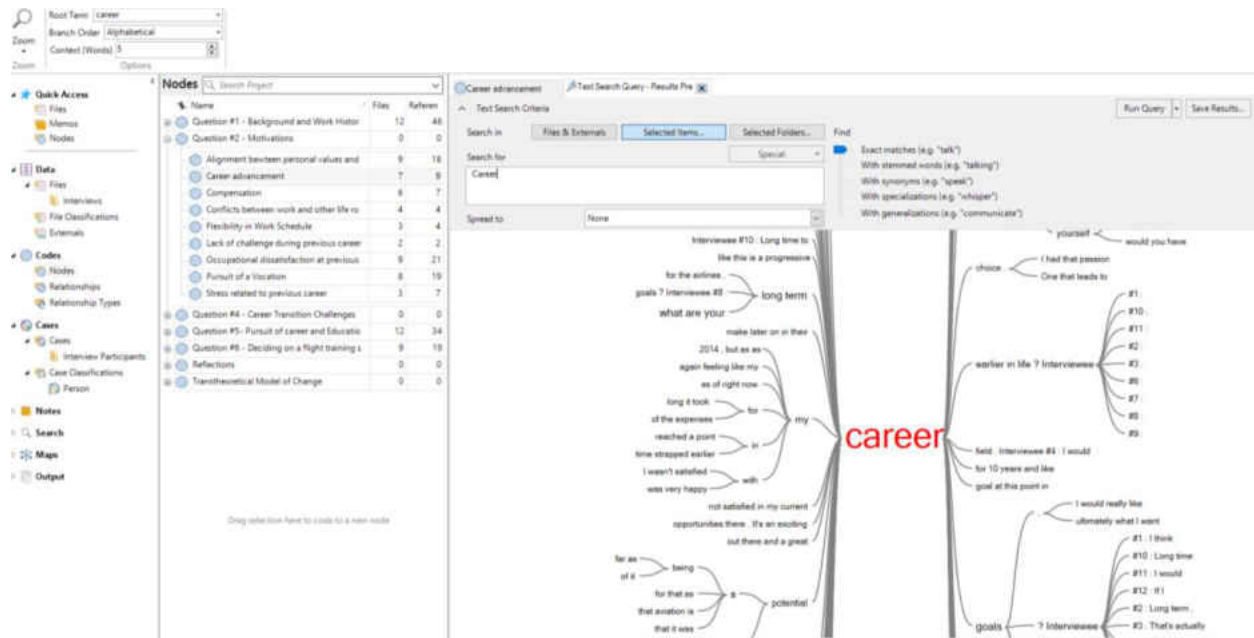 Zoom
Zoom
Root Term career
Branch Order Alphabetical
Context (Words) 5
Options
Quick Access
Files
Memos
Nodes
Data
Files
Interviews
File Classifications
Externals
Codes
Nodes
Relationships
Relationship Types
Cases
Cases
Interview Participants
Case Classifications
Person
Notes
Search
Maps
Output
Nodes Search Project
Name Files Referen
Question #1 - Background and Work Histor 12 46
Question #2 - Motivations 0 0
Alignment bewteen personal values and 9 18
Career advancement 7 9
Compensation 6 7
Conflicts between work and other life ro 4 4
Flexibility in Work Schedule 3 4
Lack of challenge during previous career 2 2
Occupational dissatisfaction at previous 9 21
Pursuit of a Vocation 8 19
Stress related to previous career 3 7
Question #4 - Career Transition Challenges 0 0
Question #5- Pursuit of career and Educatio 12 34
Question #6 - Deciding on a flight training s 9 19
Reflections 0 0
Transtheoretical Model of Change 0 0
Drag selection here to code to a new node
Career advancement Text Search Query - Results Pre
Text Search Criteria
Run Query Save Results...
Search in Files & Externals Selected Items... Selected Folders... Find
Search for Special
Career
Spread to None
Exact matches (e.g. "talk")
With stemmed words (e.g. "talking")
With synonyms (e.g. "speak")
With specializations (e.g. "whisper")
With generalizations (e.g. "communicate")
Interviewee #10 : Long time to
like this is a progressive
for the airlines .
goals ? Interviewee #8
what are your
long term
make later on in their
2014 , but as as
again feeling like my
as of right now
long it took
of the expenses
for
reached a point
time strapped earlier
in
I wasn't satisfied
was very happy
with
my
not satisfied in my current
opportunities there . It's an exciting
out there and a great
far as
of it
being
for that as
that aviation is
that it was
a
potential
career
yourself
would you have
choice .
I had that passion
One that leads to
earlier in life ? Interviewee
#1 :
#10 :
#11 :
#2 :
#3 :
#6 :
#7 :
#8 :
#9 :
field . Interviewee #4 : I would
for 10 years and like
goal at this point in
I would really like
ultimately what I want
goals
? Interviewee
#1 : I think
#10 : Long time
#11 : I would
#12 : If I
#2 : Long term ,
#3 : That's actually